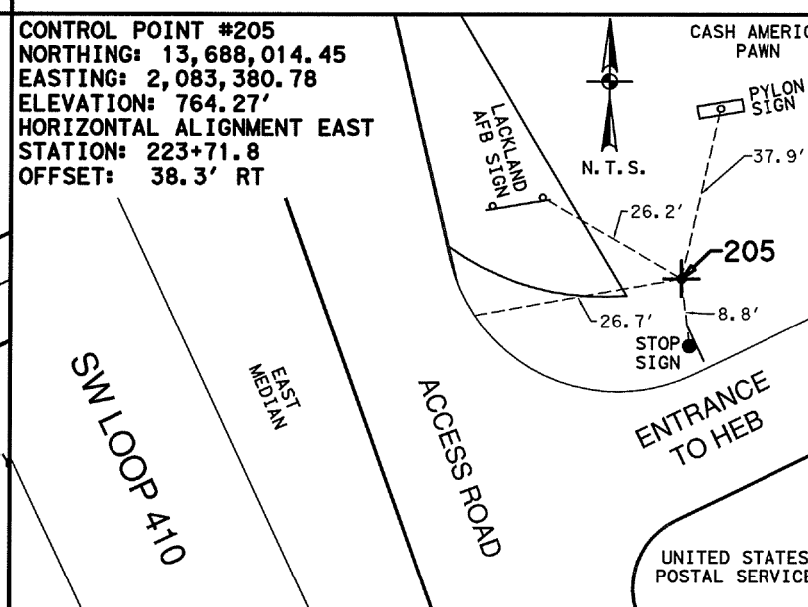 CONTROL POINT #205
NORTHING: 13,688,014.45
EASTING: 2,083,380.78
ELEVATION: 764.27'
HORIZONTAL ALIGNMENT EAST
STATION: 223+71.8
OFFSET: 38.3' RT
N.T.S.
CASH AMERIC
PAWN
PYLON
SIGN
37.9'
LACKLAND
AFB SIGN
26.2'
205
26.7'
8.8'
STOP
SIGN
SW LOOP 410
EAST
MEDIAN
ACCESS ROAD
ENTRANCE
TO HEB
UNITED STATES
POSTAL SERVICE